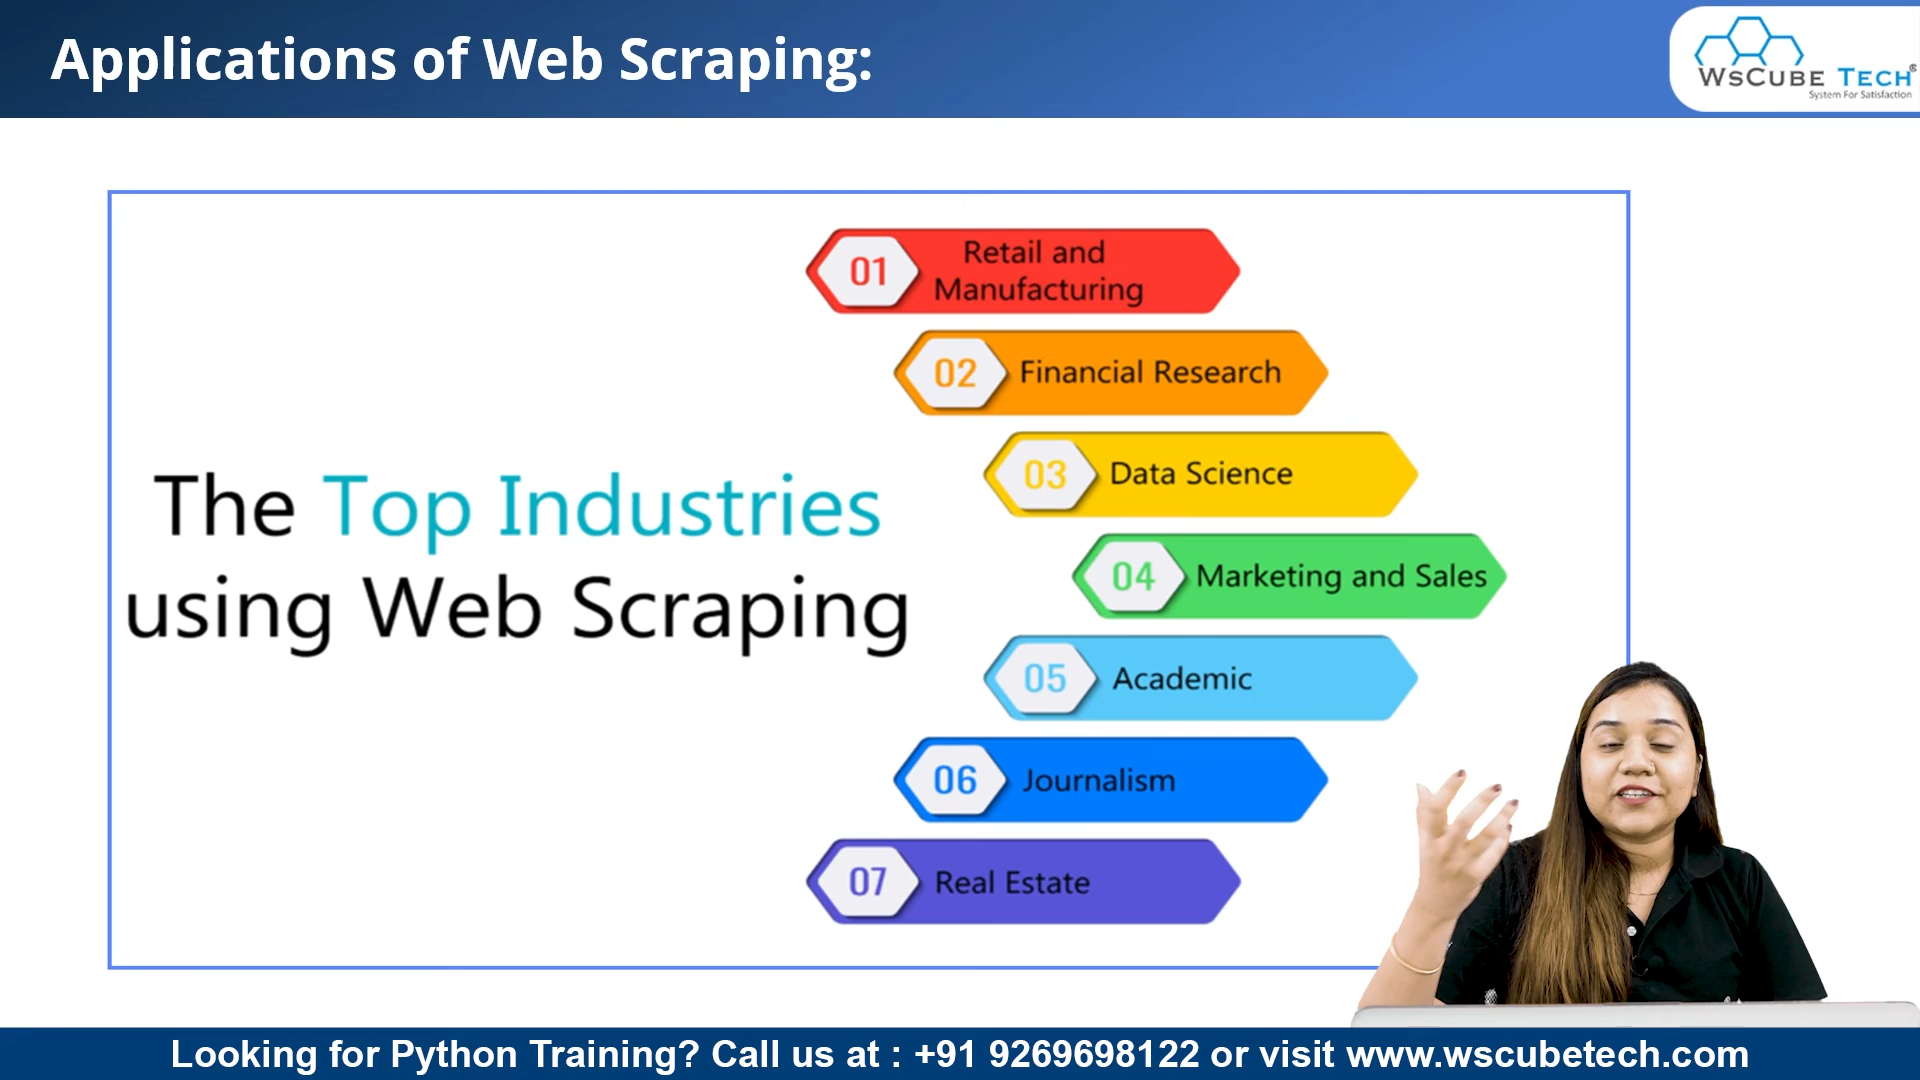 Applications of Web Scraping:
WSCUBE TECH
System For Satisfaction
The Top Industries
using Web Scraping
01
Retail and
Manufacturing
02
Financial Research
03
Data Science
04
Marketing and Sales
05
Academic
06
Journalism
07
Real Estate
Looking for Python Training? Call us at : +91 9269698122 or visit www.wscubetech.com